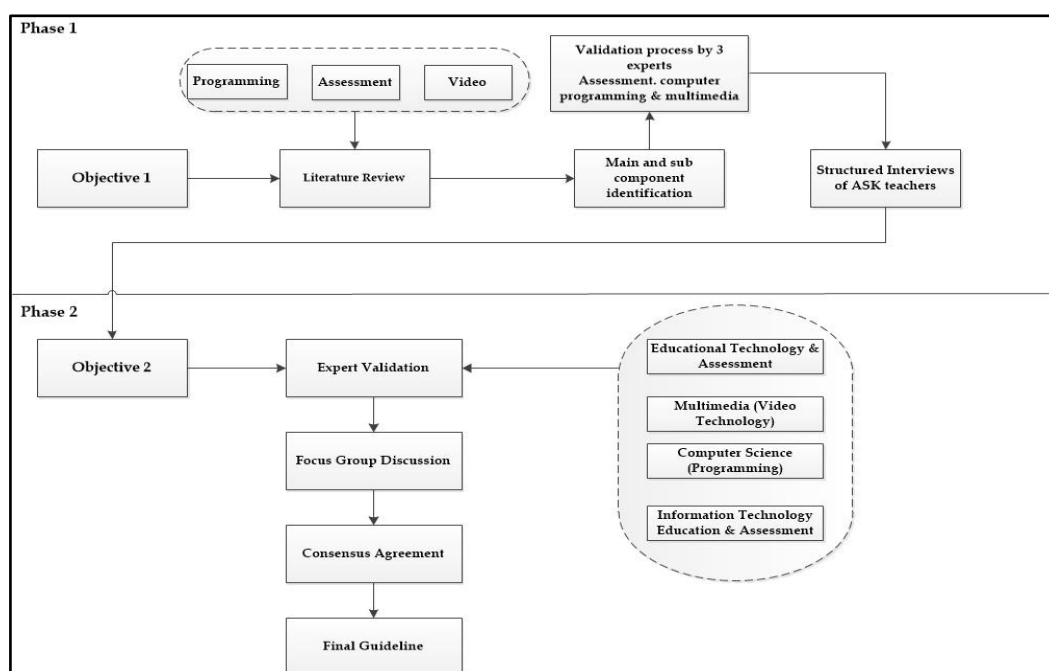 Phase 1
Programming
Assessment
Video
Validation process by 3
experts
Assessment. computer
programming & multimedia
Objective 1
Literature Review
Main and sub
component
identification
Structured Interviews
of ASK teachers
Phase 2
Objective 2
Expert Validation
Educational Technology &
Assessment
Multimedia (Video
Technology)
Computer Science
(Programming)
Information Technology
Education & Assessment
Focus Group Discussion
Consensus Agreement
Final Guideline